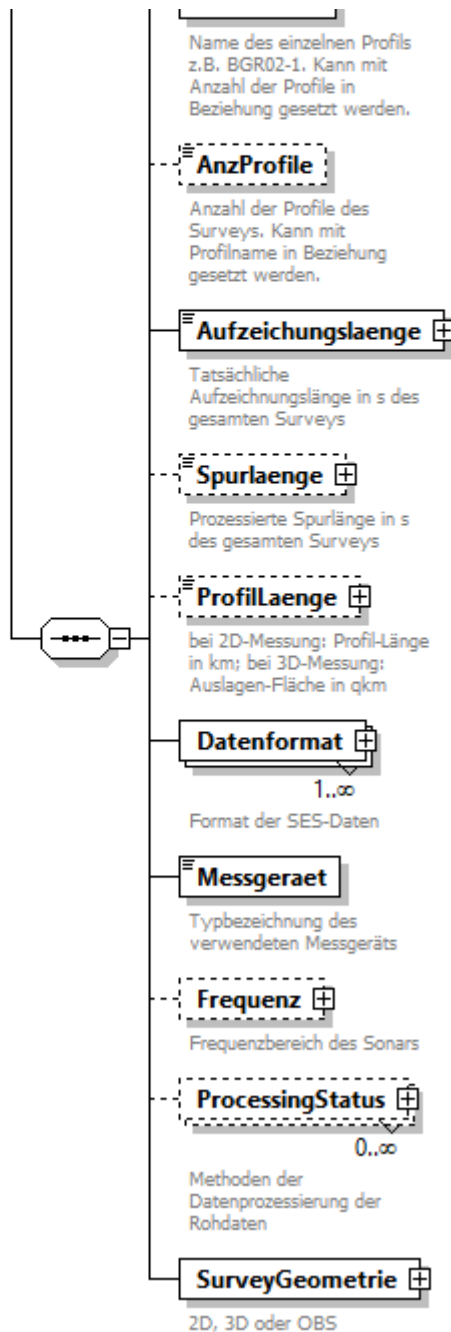 Name des einzelnen Profils
z.B. BGR02-1. Kann mit
Anzahl der Profile in
Beziehung gesetzt werden.
AnzProfile
Anzahl der Profile des
Surveys. Kann mit
Profilname in Beziehung
gesetzt werden.
Aufzeichungslaenge
Tatsächliche
Aufzeichnungslänge in s des
gesamten Surveys
Spurlaenge
Prozessierte Spurlänge in s
des gesamten Surveys
ProfilLaenge
bei 2D-Messung: Profil-Länge
in km; bei 3D-Messung:
Auslagen-Fläche in qkm
Datenformat
1..∞
Format der SES-Daten
Messgeraet
Typbezeichnung des
verwendeten Messgeräts
Frequenz
Frequenzbereich des Sonars
ProcessingStatus
0..∞
Methoden der
Datenprozessierung der
Rohdaten
SurveyGeometrie
2D, 3D oder OBS